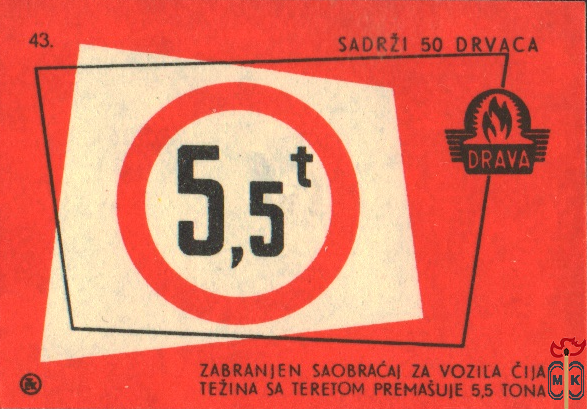 43.
SADRŽI 50 DRVACA
5,5 t
DRAVA
ZABRANJEN SAOBRAĆAJ ZA VOZILA ČIJA
TEŽINA SA TERETOM PREMAŠUJE 5,5 TONA
MK